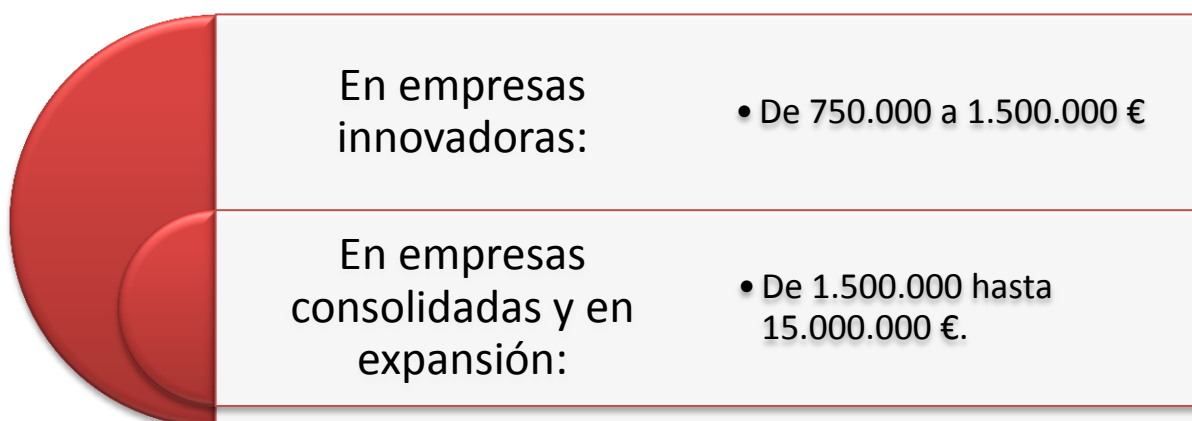 En empresas
innovadoras:
• De 750.000 a 1.500.000 €
En empresas
consolidadas y en
expansión:
• De 1.500.000 hasta
15.000.000 €.